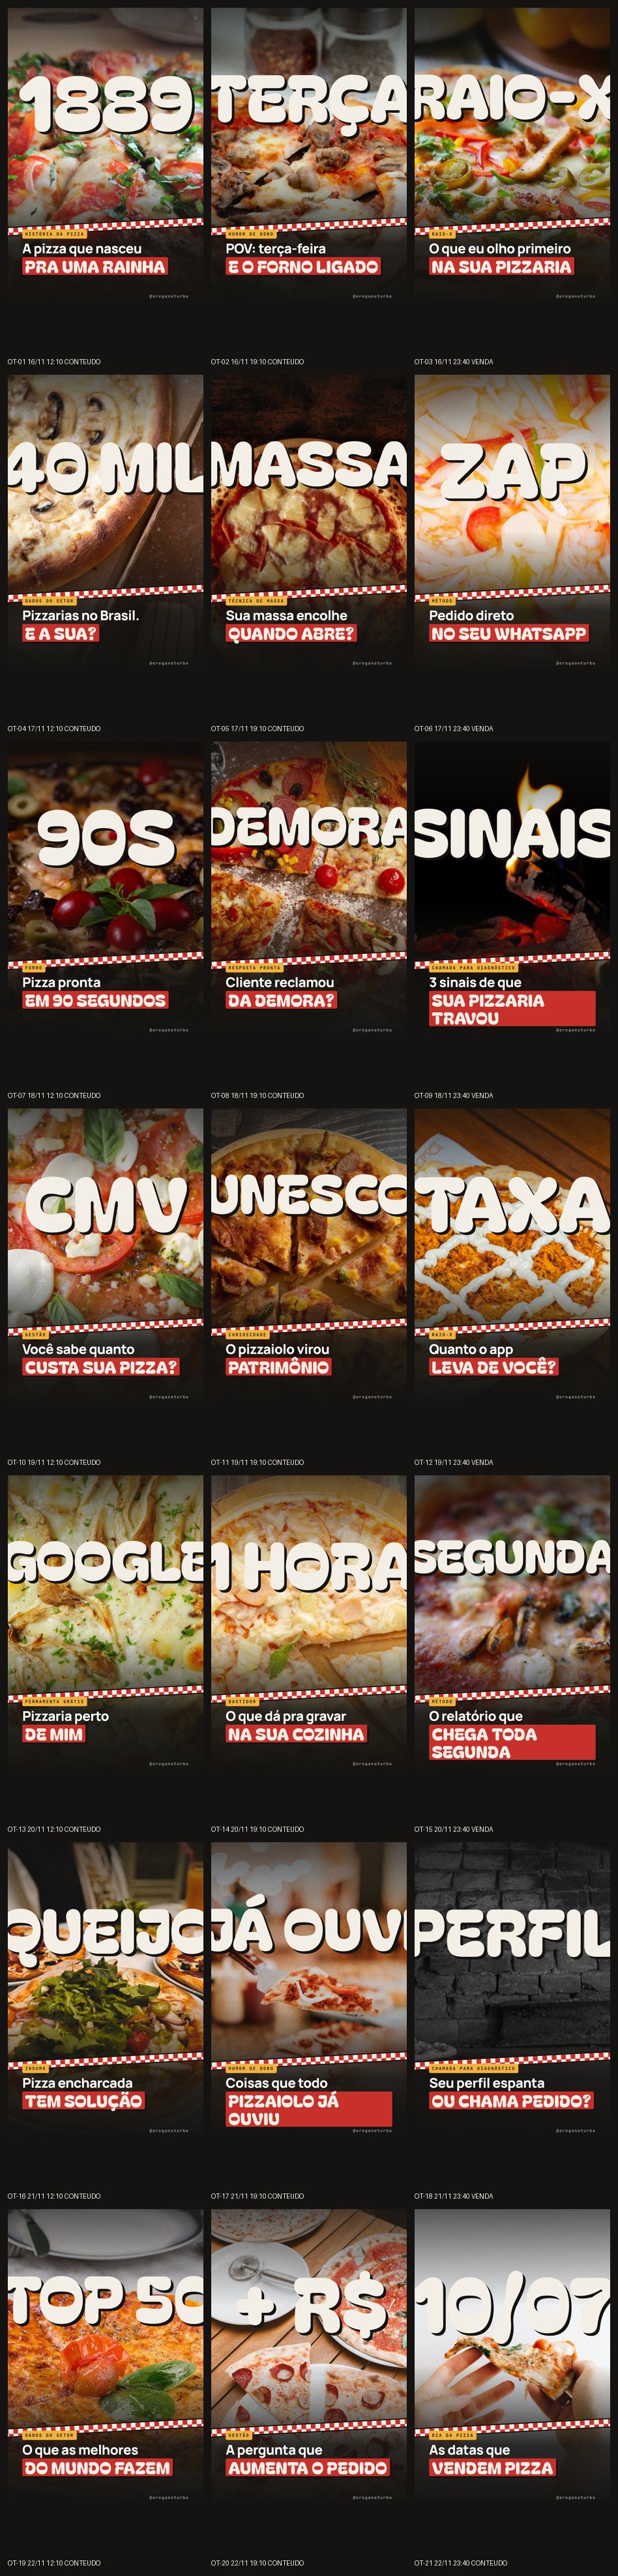 1889
HISTÓRIA DA PIZZA
A pizza que nasceu
PRA UMA RAINHA
@oreganoturbo
OT-01 16/11 12:10 CONTEUDO
TERÇA
HUMOR DE DONO
POV: terça-feira
E O FORNO LIGADO
@oreganoturbo
OT-02 16/11 19:10 CONTEUDO
RAIO-X
RAIO-X
O que eu olho primeiro
NA SUA PIZZARIA
@oreganoturbo
OT-03 16/11 23:40 VENDA
40 MIL
DADOS DO SETOR
Pizzarias no Brasil.
E A SUA?
@oreganoturbo
OT-04 17/11 12:10 CONTEUDO
MASSA
TÉCNICA DE MASSA
Sua massa encolhe
QUANDO ABRE?
@oreganoturbo
OT-05 17/11 19:10 CONTEUDO
ZAP
MÉTODO
Pedido direto
NO SEU WHATSAPP
@oreganoturbo
OT-06 17/11 23:40 VENDA
90S
FORNO
Pizza pronta
EM 90 SEGUNDOS
@oreganoturbo
OT-07 18/11 12:10 CONTEUDO
DEMORA
RESPOSTA PRONTA
Cliente reclamou
DA DEMORA?
@oreganoturbo
OT-08 18/11 19:10 CONTEUDO
SINAIS
CHAMADA PARA DIAGNÓSTICO
3 sinais de que
SUA PIZZARIA
TRAVOU
@oreganoturbo
OT-09 18/11 23:40 VENDA
CMV
GESTÃO
Você sabe quanto
CUSTA SUA PIZZA?
@oreganoturbo
OT-10 19/11 12:10 CONTEUDO
UNESCO
CURIOSIDADE
O pizzaiolo virou
PATRIMÔNIO
@oreganoturbo
OT-11 19/11 19:10 CONTEUDO
TAXA
RAIO-X
Quanto o app
LEVA DE VOCÊ?
@oreganoturbo
OT-12 19/11 23:40 VENDA
GOOGLE
FERRAMENTA GRÁTIS
Pizzaria perto
DE MIM
@oreganoturbo
OT-13 20/11 12:10 CONTEUDO
1 HORA
BASTIDOR
O que dá pra gravar
NA SUA COZINHA
@oreganoturbo
OT-14 20/11 19:10 CONTEUDO
SEGUNDA
MÉTODO
O relatório que
CHEGA TODA
SEGUNDA
@oreganoturbo
OT-15 20/11 23:40 VENDA
QUEIJO
INSUMO
Pizza encharcada
TEM SOLUÇÃO
@oreganoturbo
OT-16 21/11 12:10 CONTEUDO
JÁ OUVI
HUMOR DE DONO
Coisas que todo
PIZZAIOLO JÁ
OUVIU
@oreganoturbo
OT-17 21/11 19:10 CONTEUDO
PERFIL
CHAMADA PARA DIAGNÓSTICO
Seu perfil espanta
OU CHAMA PEDIDO?
@oreganoturbo
OT-18 21/11 23:40 VENDA
TOP 50
DADOS DO SETOR
O que as melhores
DO MUNDO FAZEM
@oreganoturbo
OT-19 22/11 12:10 CONTEUDO
+ R$
GESTÃO
A pergunta que
AUMENTA O PEDIDO
@oreganoturbo
OT-20 22/11 19:10 CONTEUDO
10/07
DIA DA PIZZA
As datas que
VENDEM PIZZA
@oreganoturbo
OT-21 22/11 23:40 CONTEUDO